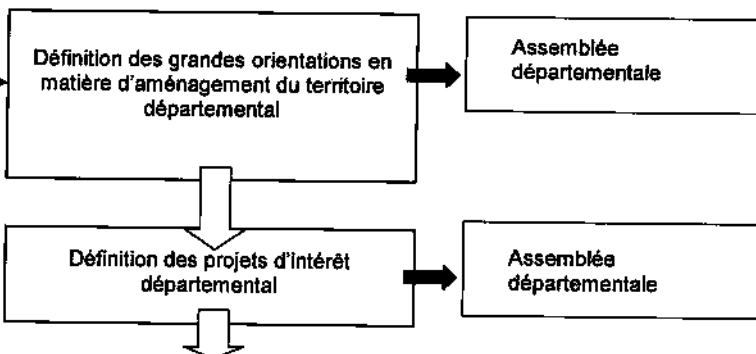 Définition des grandes orientations en
matière d'aménagement du territoire
départemental
Assemblée
départementale
Définition des projets d'intérêt
départemental
Assemblée
départementale